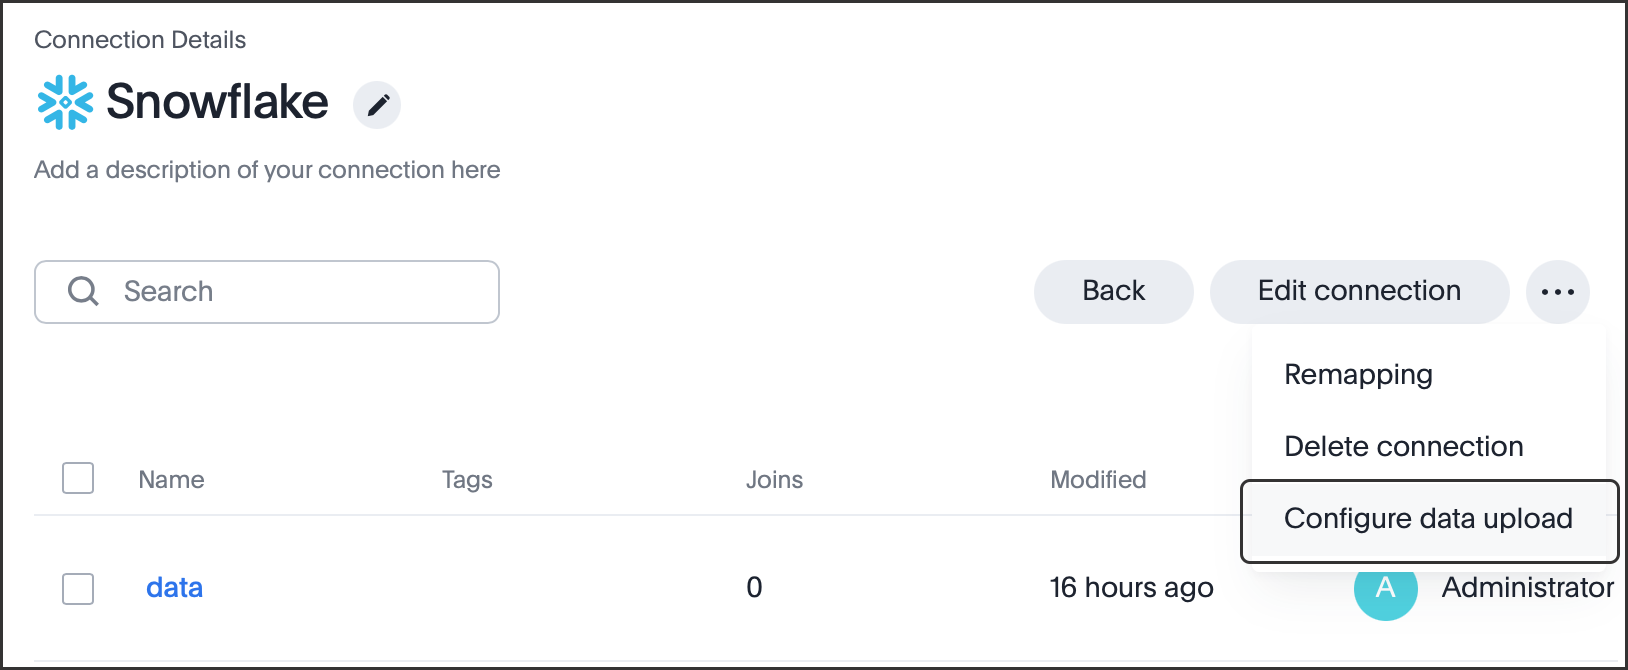 Connection Details
Snowflake
Add a description of your connection here
Search
Back
Edit connection
Remapping
Delete connection
Configure data upload
Name Tags Joins Modified
data 0 16 hours ago A Administrator